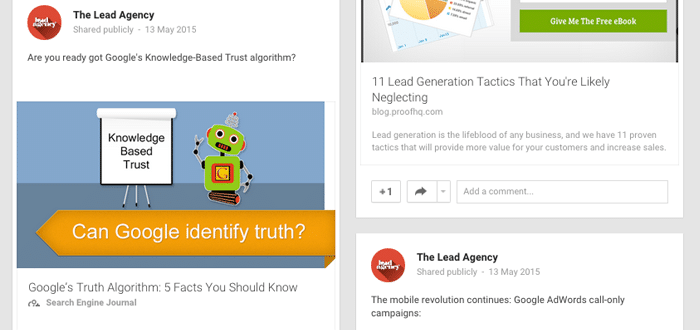 The Lead Agency
Shared publicly - 13 May 2015
Are you ready got Google's Knowledge-Based Trust algorithm?
Knowledge
Based
Trust
G
Can Google identify truth?
Google's Truth Algorithm: 5 Facts You Should Know
Search Engine Journal
Give Me The Free eBook
11 Lead Generation Tactics That You're Likely
Neglecting
blog.proofhq.com
Lead generation is the lifeblood of any business, and we have 11 proven
tactics that will provide more value for your customers and increase sales.
+1
Add a comment...
lead
agency
The Lead Agency
Shared publicly - 13 May 2015
The mobile revolution continues: Google AdWords call-only
campaigns: